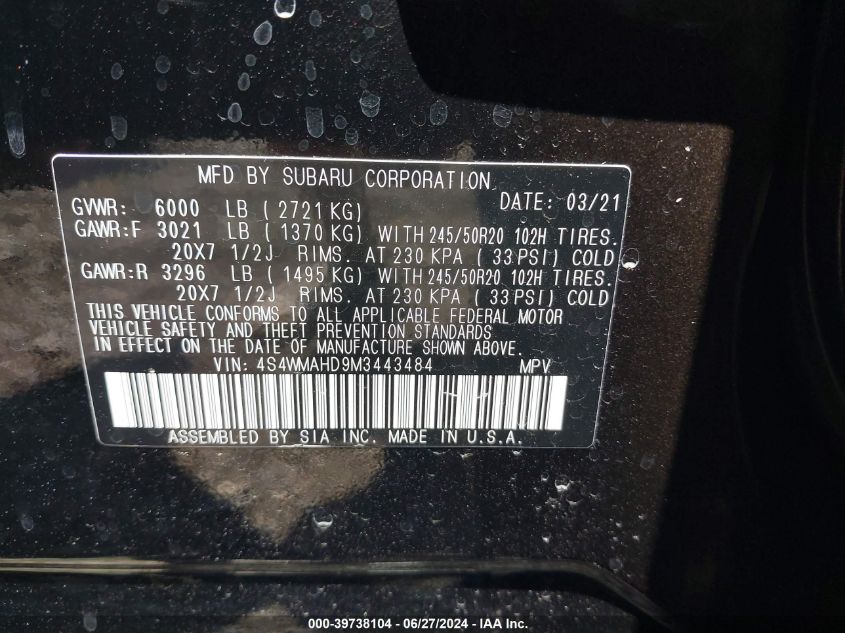 MFD BY SUBARU CORPORATION
DATE: 03/21
GVWR: 6000 LB ( 2721 KG)
GAWR:F 3021 LB ( 1370 KG) WITH 245/50R20 102H TIRES.
20X7 1/2J RIMS. AT 230 KPA ( 33 PSI) COLD
GAWR:R 3296 LB ( 1495 KG) WITH 245/50R20 102H TIRES.
20X7 1/2J RIMS. AT 230 KPA ( 33 PSI) COLD
THIS VEHICLE CONFORMS TO ALL APPLICABLE FEDERAL MOTOR
VEHICLE SAFETY AND THEFT PREVENTION STANDARDS
IN EFFECT ON THE DATE OF MANUFACTURE SHOWN ABOVE.
VIN: 4S4WMAHD9M3443484 MPV
ASSEMBLED BY SIA INC. MADE IN U.S.A.
000-39738104 - 06/27/2024 - IAA Inc.